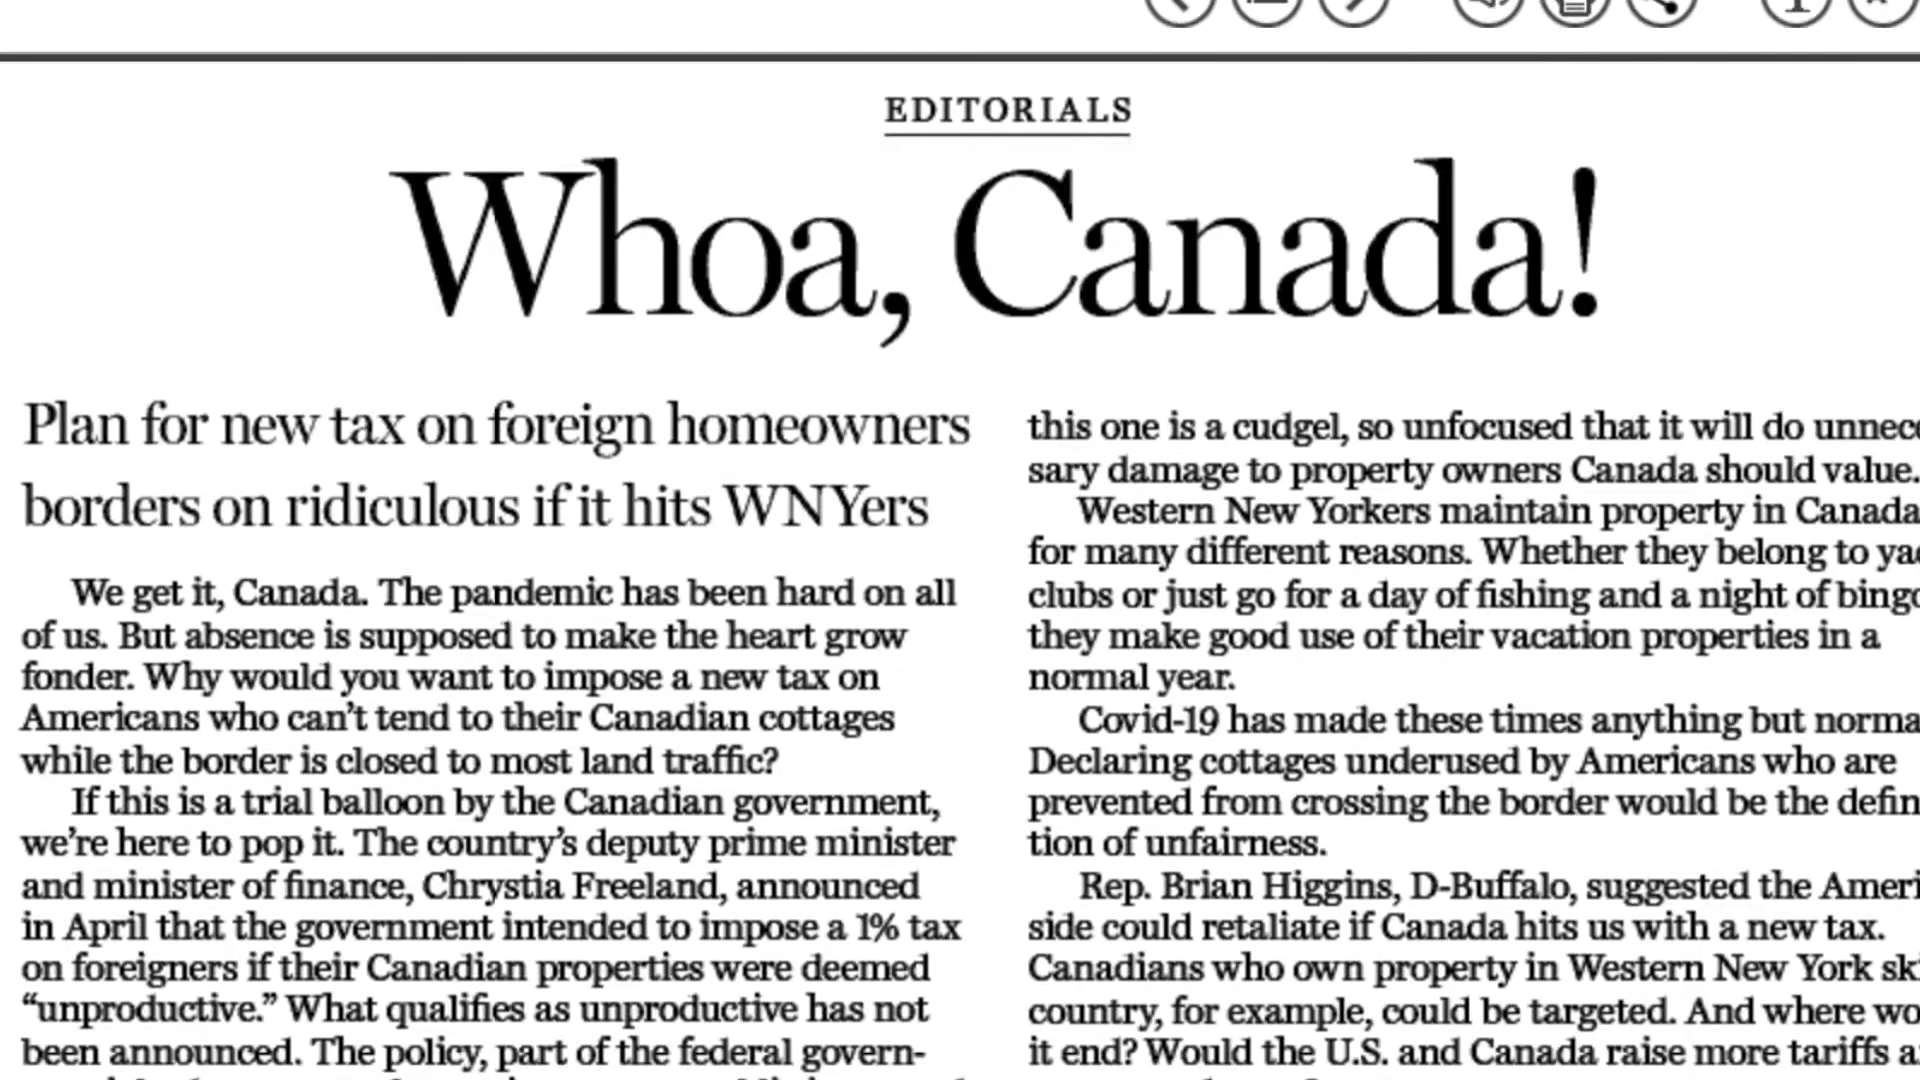 EDITORIALS
Whoa, Canada!
Plan for new tax on foreign homeowners
borders on ridiculous if it hits WNYers
We get it, Canada. The pandemic has been hard on all
of us. But absence is supposed to make the heart grow
fonder. Why would you want to impose a new tax on
Americans who can’t tend to their Canadian cottages
while the border is closed to most land traffic?
If this is a trial balloon by the Canadian government,
we’re here to pop it. The country’s deputy prime minister
and minister of finance, Chrystia Freeland, announced
in April that the government intended to impose a 1% tax
on foreigners if their Canadian properties were deemed
“unproductive.” What qualifies as unproductive has not
been announced. The policy, part of the federal govern-
this one is a cudgel, so unfocused that it will do unnece
sary damage to property owners Canada should value.
Western New Yorkers maintain property in Canada
for many different reasons. Whether they belong to ya
clubs or just go for a day of fishing and a night of bingo
they make good use of their vacation properties in a
normal year.
Covid-19 has made these times anything but norma
Declaring cottages underused by Americans who are
prevented from crossing the border would be the defin
tion of unfairness.
Rep. Brian Higgins, D-Buffalo, suggested the Ameri
side could retaliate if Canada hits us with a new tax.
Canadians who own property in Western New York sk
country, for example, could be targeted. And where wo
it end? Would the U.S. and Canada raise more tariffs a